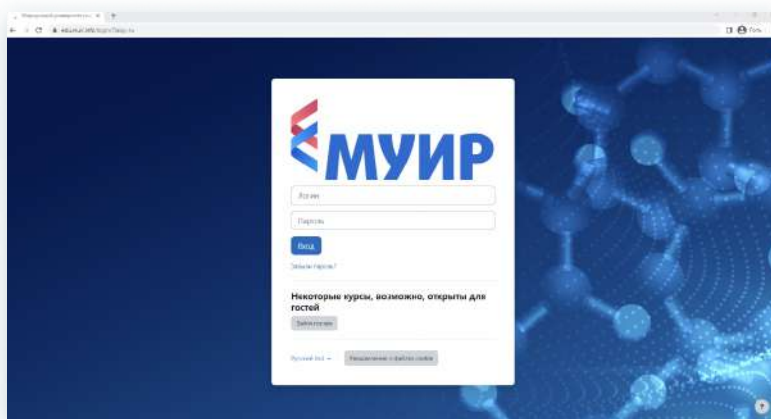 МУИР
Логин
Пароль
Вход
Забыли пароль?
Некоторые курсы, возможно, открыты для
гостей
Зайти гостем
Русский (ru)
Уведомление о файлах cookie